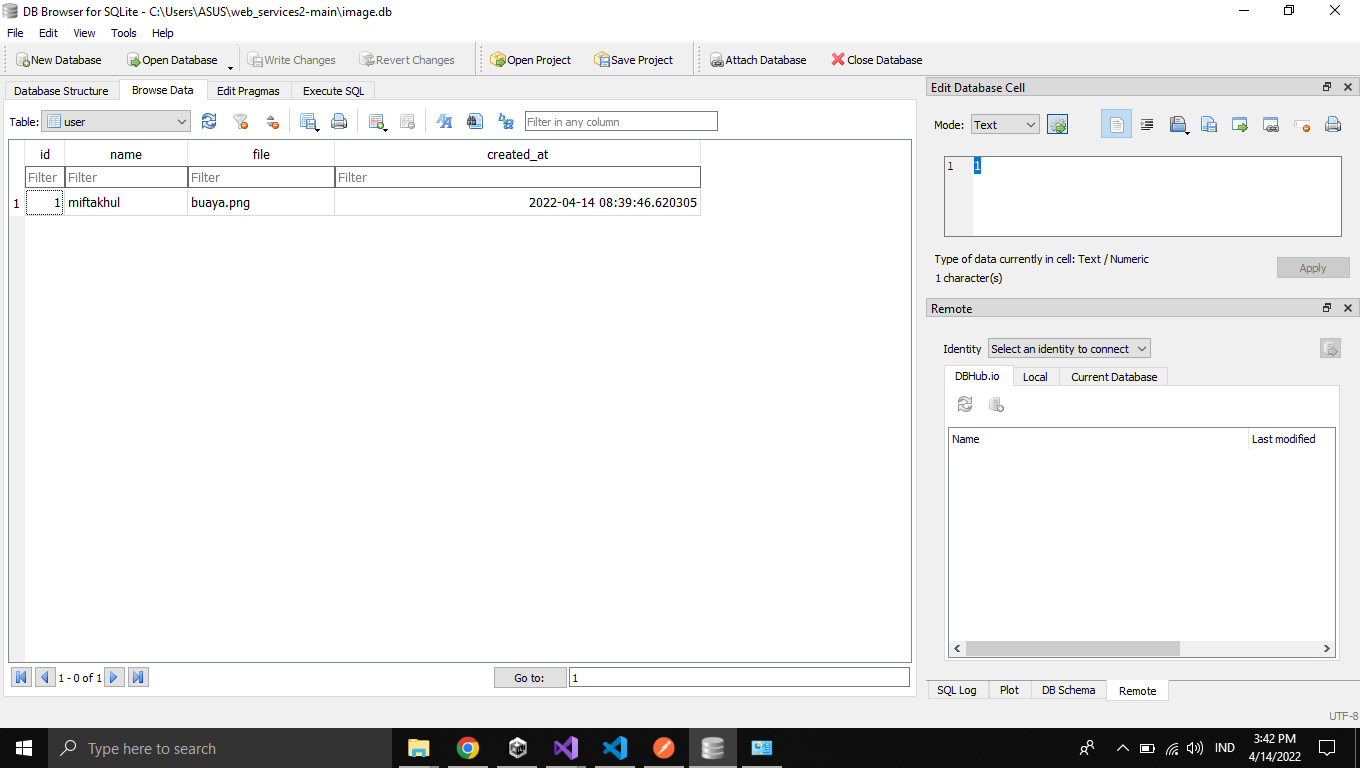 DB Browser for SQLite - C:\Users\ASUS\web_services2-main\image.db
File Edit View Tools Help
New Database Open Database Write Changes Revert Changes Open Project Save Project Attach Database Close Database
Database Structure Browse Data Edit Pragmas Execute SQL
Table: user Filter in any column
id name file created_at
Filter Filter Filter Filter
1 1 miftakhul buaya.png 2022-04-14 08:39:46.620305
1 - 0 of 1 Go to: 1
Edit Database Cell
Mode: Text
1 1
Type of data currently in cell: Text / Numeric
1 character(s)
Apply
Remote
Identity Select an identity to connect
DBHub.io Local Current Database
Name Last modified
SQL Log Plot DB Schema Remote
UTF-8
Type here to search
IND
3:42 PM
4/14/2022